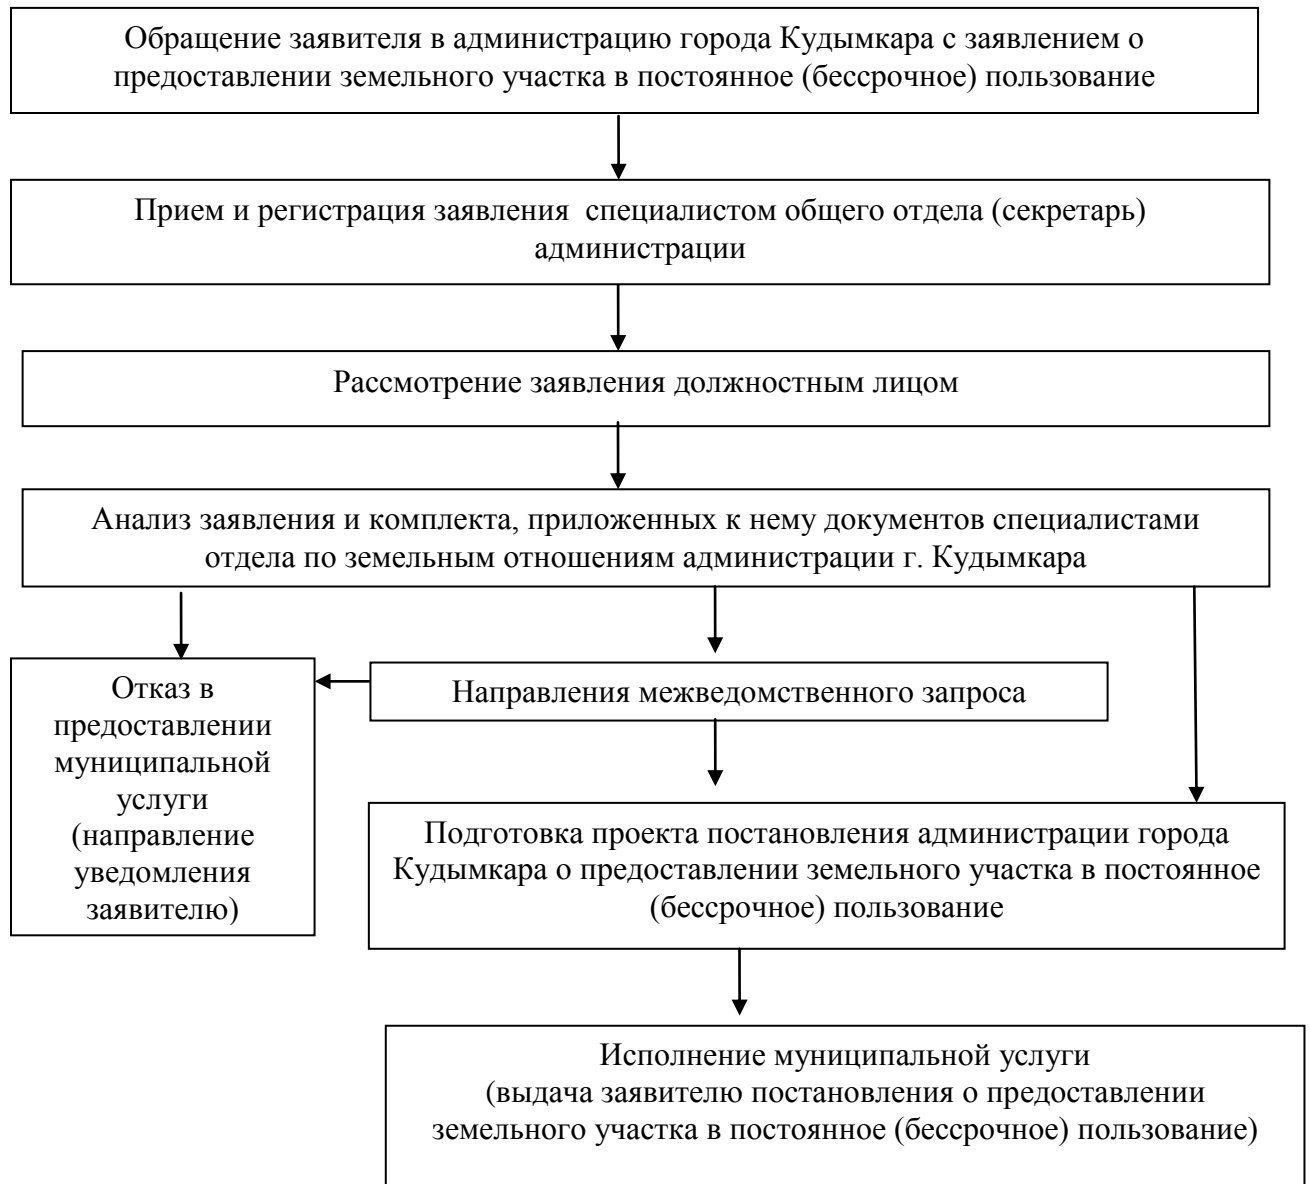 Обращение заявителя в администрацию города Кудымкара с заявлением о
предоставлении земельного участка в постоянное (бессрочное) пользование
Прием и регистрация заявления специалистом общего отдела (секретарь)
администрации
Рассмотрение заявления должностным лицом
Анализ заявления и комплекта, приложенных к нему документов специалистами
отдела по земельным отношениям администрации г. Кудымкара
Отказ в
предоставлении
муниципальной
услуги
(направление
уведомления
заявителю)
Направления межведомственного запроса
Подготовка проекта постановления администрации города
Кудымкара о предоставлении земельного участка в постоянное
(бессрочное) пользование
Исполнение муниципальной услуги
(выдача заявителю постановления о предоставлении
земельного участка в постоянное (бессрочное) пользование)